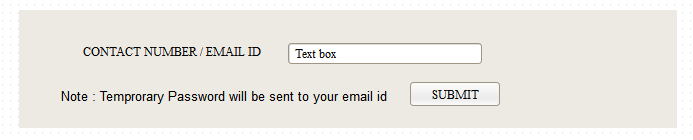 CONTACT NUMBER / EMAIL ID Text box
Note : Temprorary Password will be sent to your email id SUBMIT